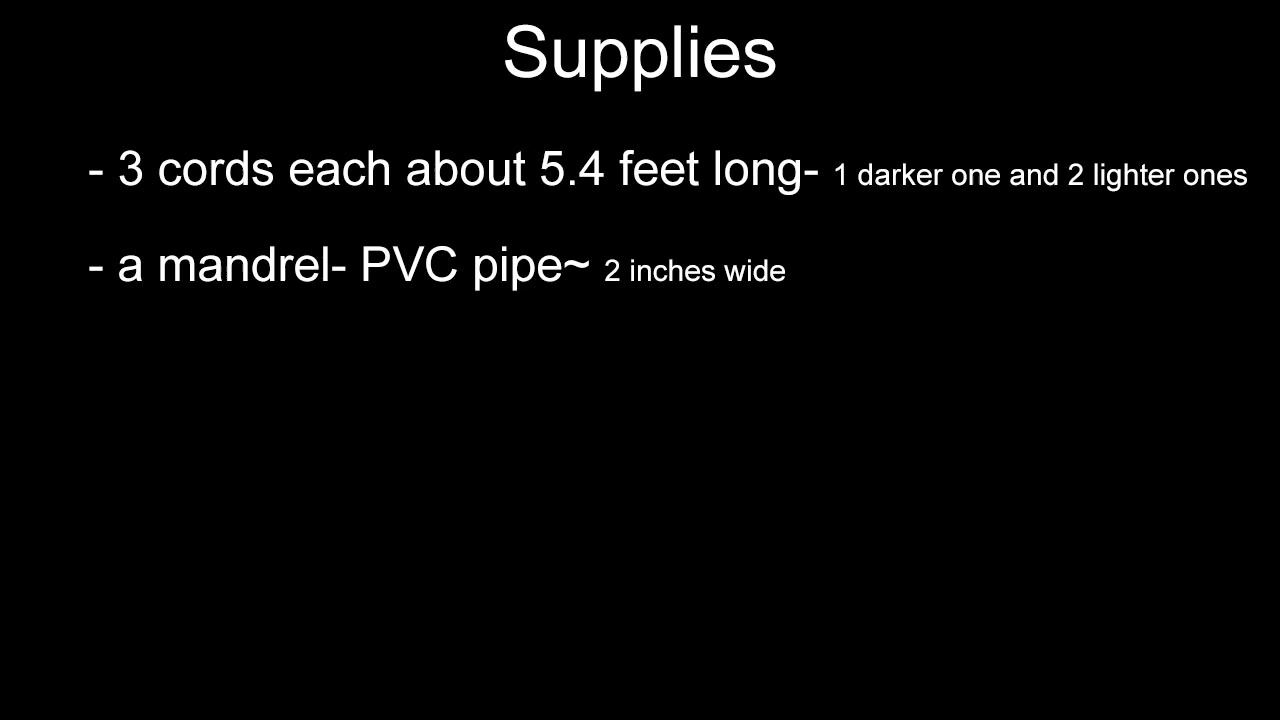 Supplies
- 3 cords each about 5.4 feet long- 1 darker one and 2 lighter ones
- a mandrel- PVC pipe~ 2 inches wide